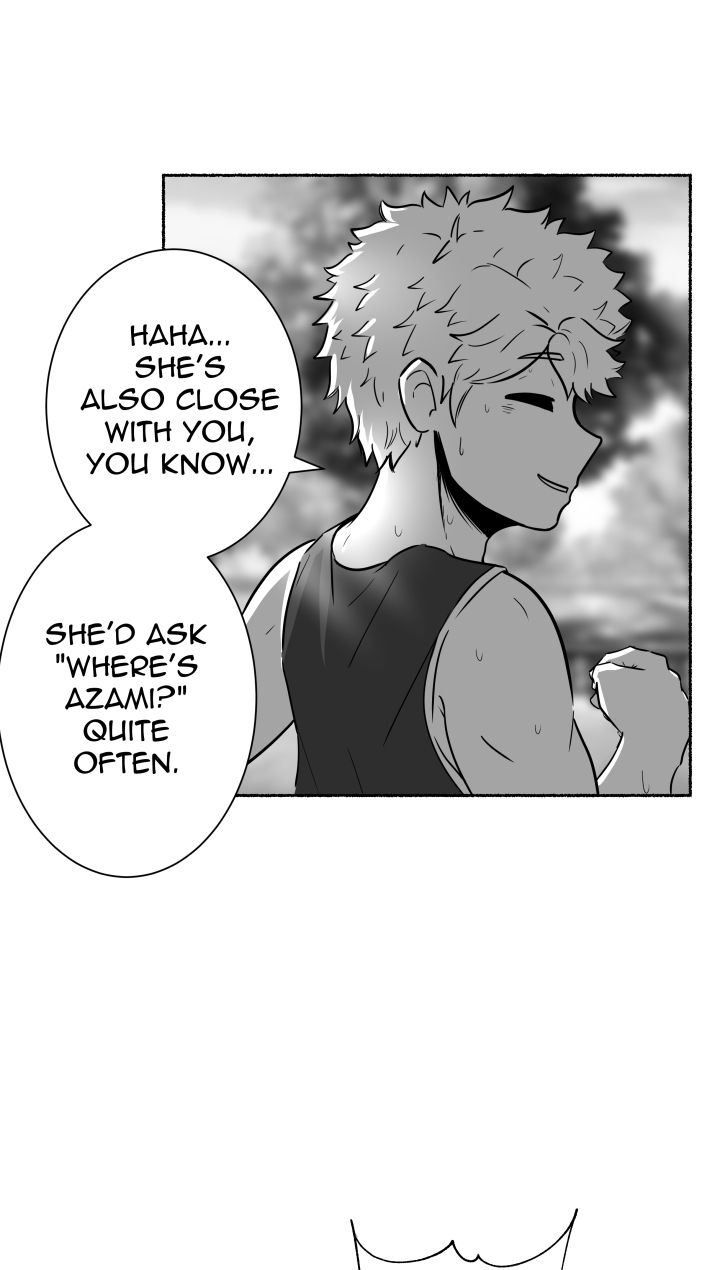 HAHA...
SHE'S
ALSO CLOSE
WITH YOU,
YOU KNOW...
SHE'D ASK
"WHERE'S
AZAMI?"
QUITE
OFTEN.